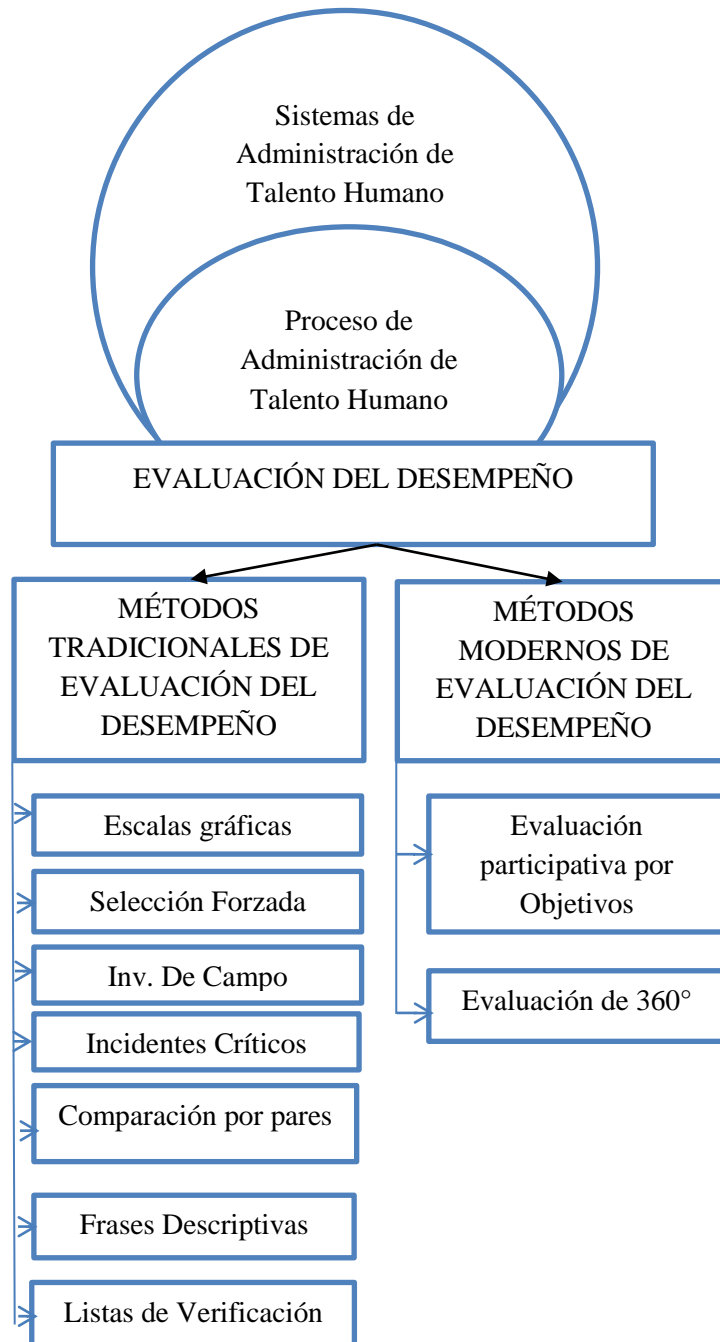 Sistemas de
Administración de
Talento Humano
Proceso de
Administración de
Talento Humano
EVALUACIÓN DEL DESEMPEÑO
MÉTODOS
TRADICIONALES DE
EVALUACIÓN DEL
DESEMPEÑO
Escalas gráficas
Selección Forzada
Inv. De Campo
Incidentes Críticos
Comparación por pares
Frases Descriptivas
Listas de Verificación
MÉTODOS
MODERNOS DE
EVALUACIÓN DEL
DESEMPEÑO
Evaluación
participativa por
Objetivos
Evaluación de 360°